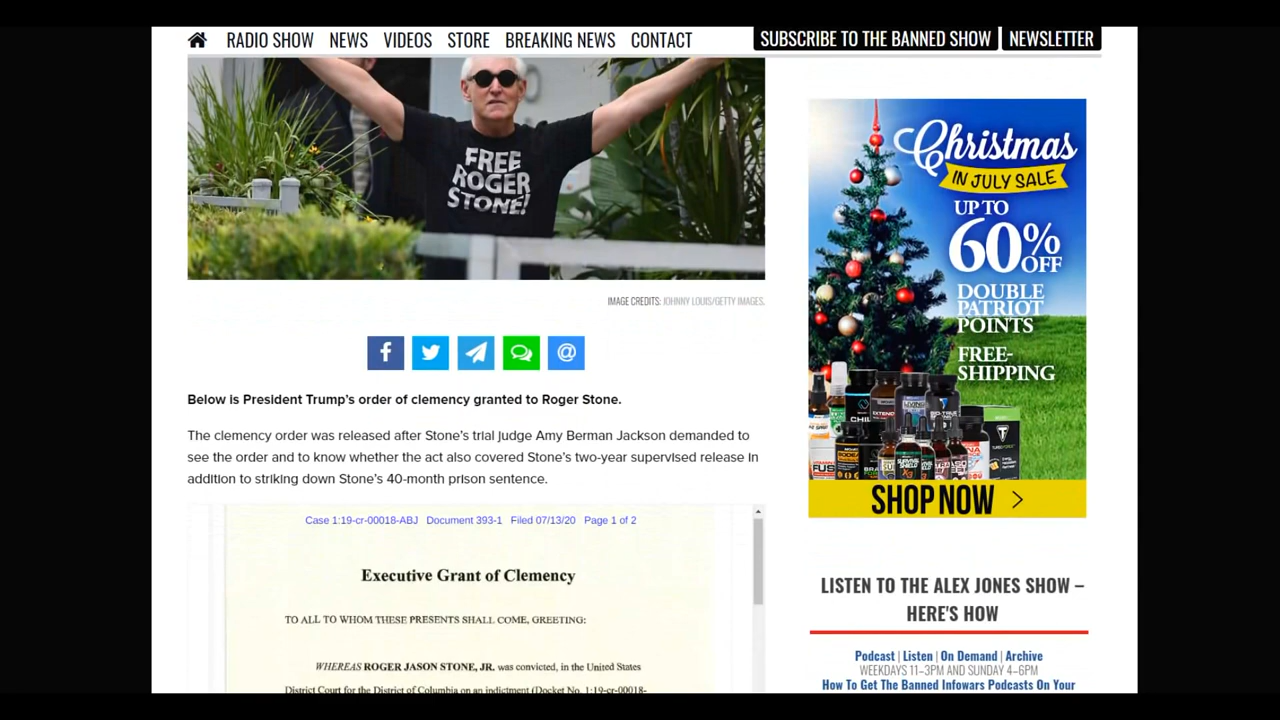 RADIO SHOW NEWS VIDEOS STORE BREAKING NEWS CONTACT
SUBSCRIBE TO THE BANNED SHOW NEWSLETTER
FREE
ROGER
STONE!
IMAGE CREDITS: JOHNNY LOUIS/GETTY IMAGES.
Below is President Trump's order of clemency granted to Roger Stone.
The clemency order was released after Stone's trial judge Amy Berman Jackson demanded to
see the order and to know whether the act also covered Stone's two-year supervised release in
addition to striking down Stone's 40-month prison sentence.
Case 1:19-cr-00018-ABJ Document 393-1 Filed 07/13/20 Page 1 of 2
Executive Grant of Clemency
TO ALL TO WHOM THESE PRESENTS SHALL COME, GREETING:
WHEREAS ROGER JASON STONE, JR. was convicted, in the United States
District Court for the District of Columbia on an indictment (Docket No. 1:19-cr-00018-
Christmas
IN JULY SALE
UP TO
60% OFF
DOUBLE
PATRIOT
POINTS
FREE-
SHIPPING
SHOP NOW
LISTEN TO THE ALEX JONES SHOW –
HERE'S HOW
Podcast | Listen | On Demand | Archive
WEEKDAYS 11-3PM AND SUNDAY 4-6PM
How To Get The Banned Infowars Podcasts On Your